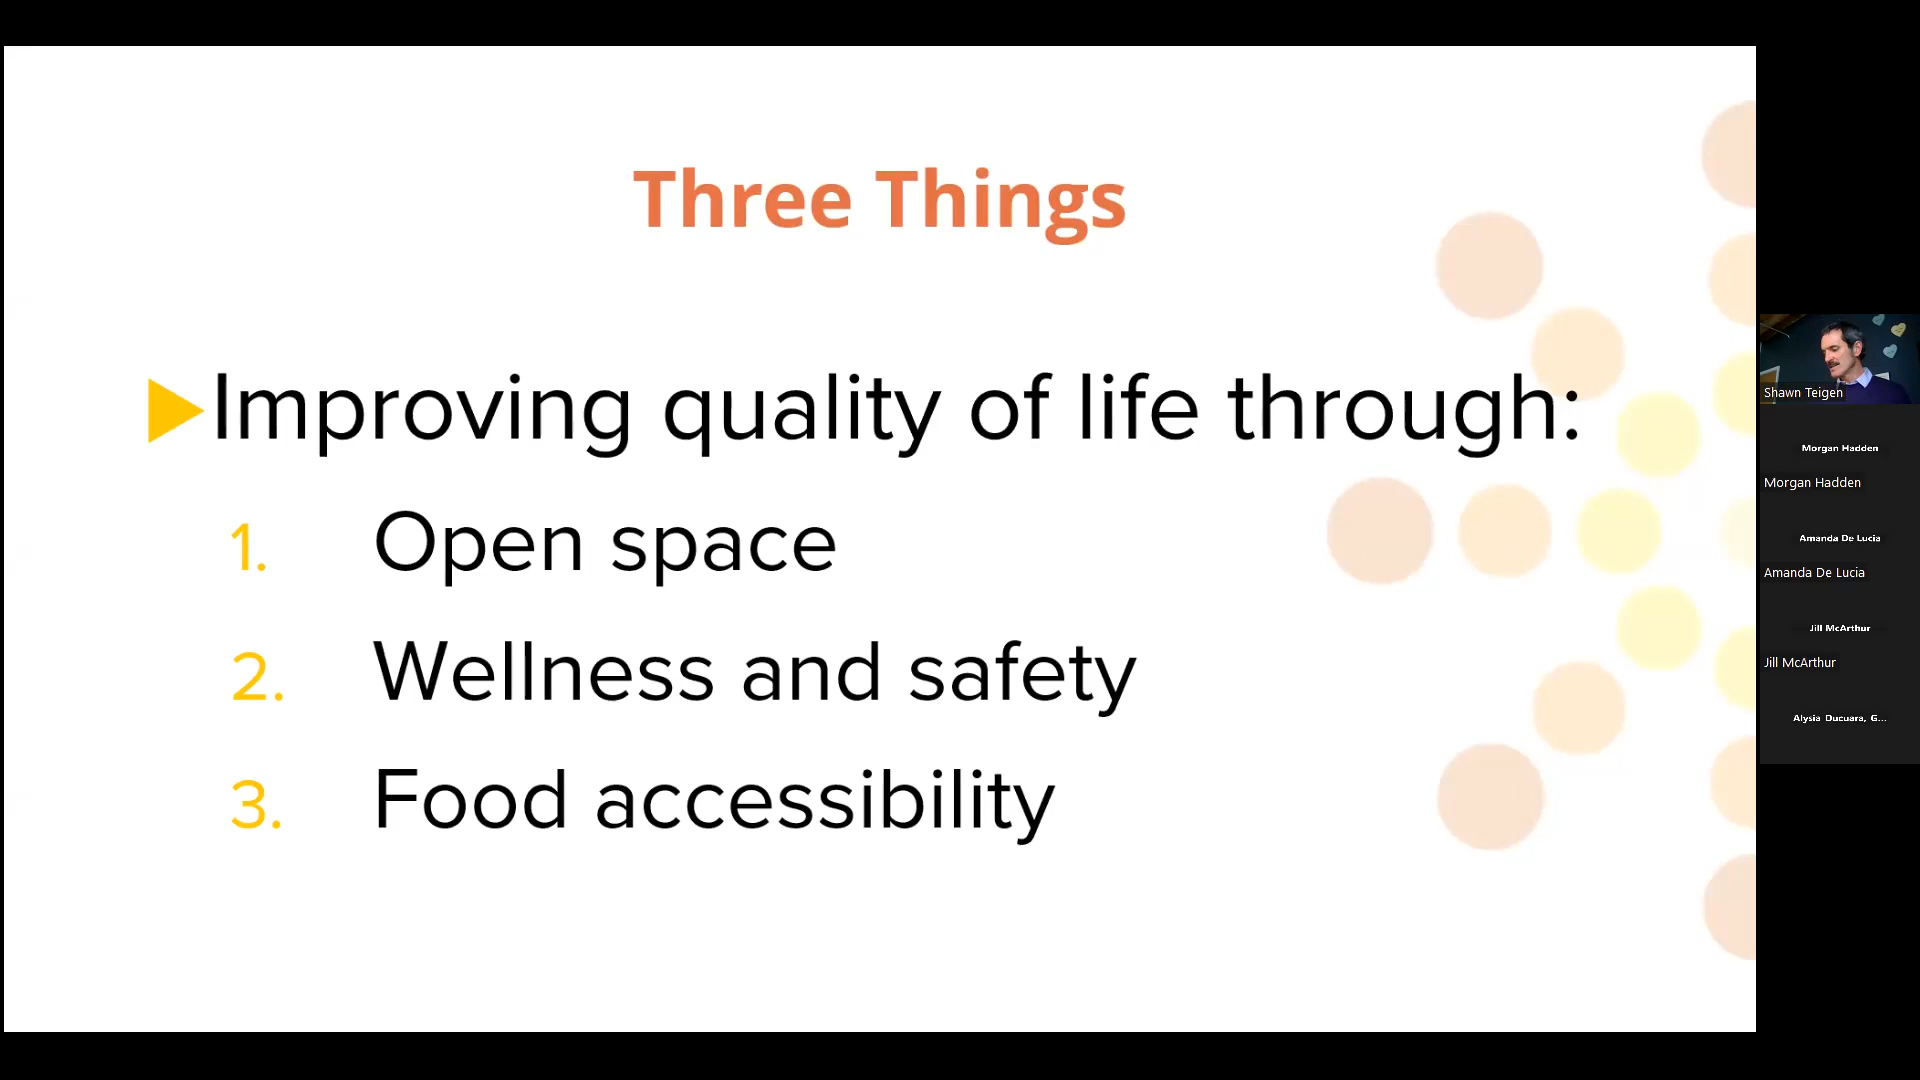 Three Things
Improving quality of life through:
1. Open space
2. Wellness and safety
3. Food accessibility
Shawn Teigen
Morgan Hadden
Morgan Hadden
Amanda De Lucia
Amanda De Lucia
Jill McArthur
Jill McArthur
Alysia Ducuara, G...